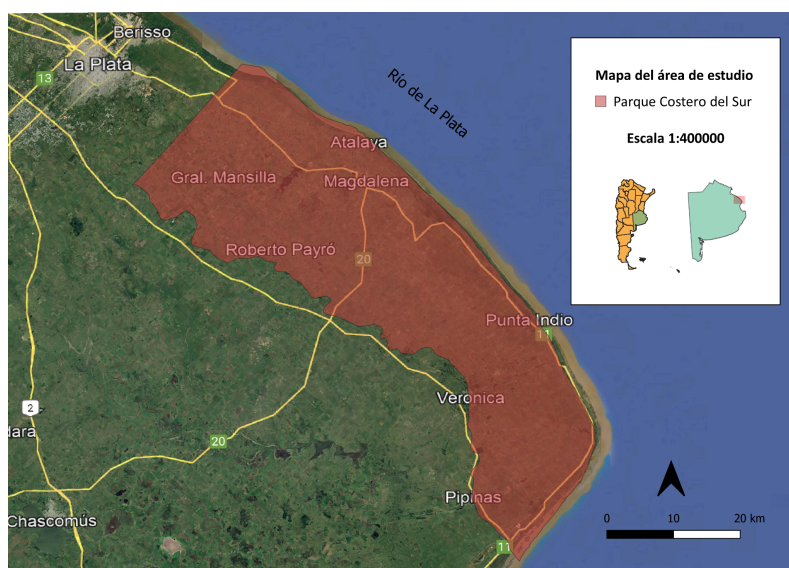 Berisso
La Plata
13
Río de La Plata
Atalaya
Gral. Mansilla
Magdalena
Roberto Payró
20
Punta Indio
11
Verónica
2
dara
20
Pipinas
Chascomús
11
Mapa del área de estudio
Parque Costero del Sur
Escala 1:400000
0 10 20 km